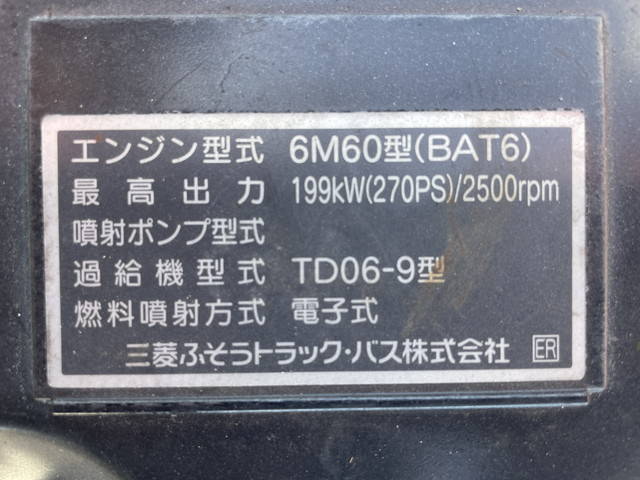 エンジン型式 6M60型(BAT6)
最高出力 199kW(270PS)/2500rpm
噴射ポンプ型式
過給機型式 TD06-9型
燃料噴射方式 電子式
三菱ふそうトラック・バス株式会社 ER